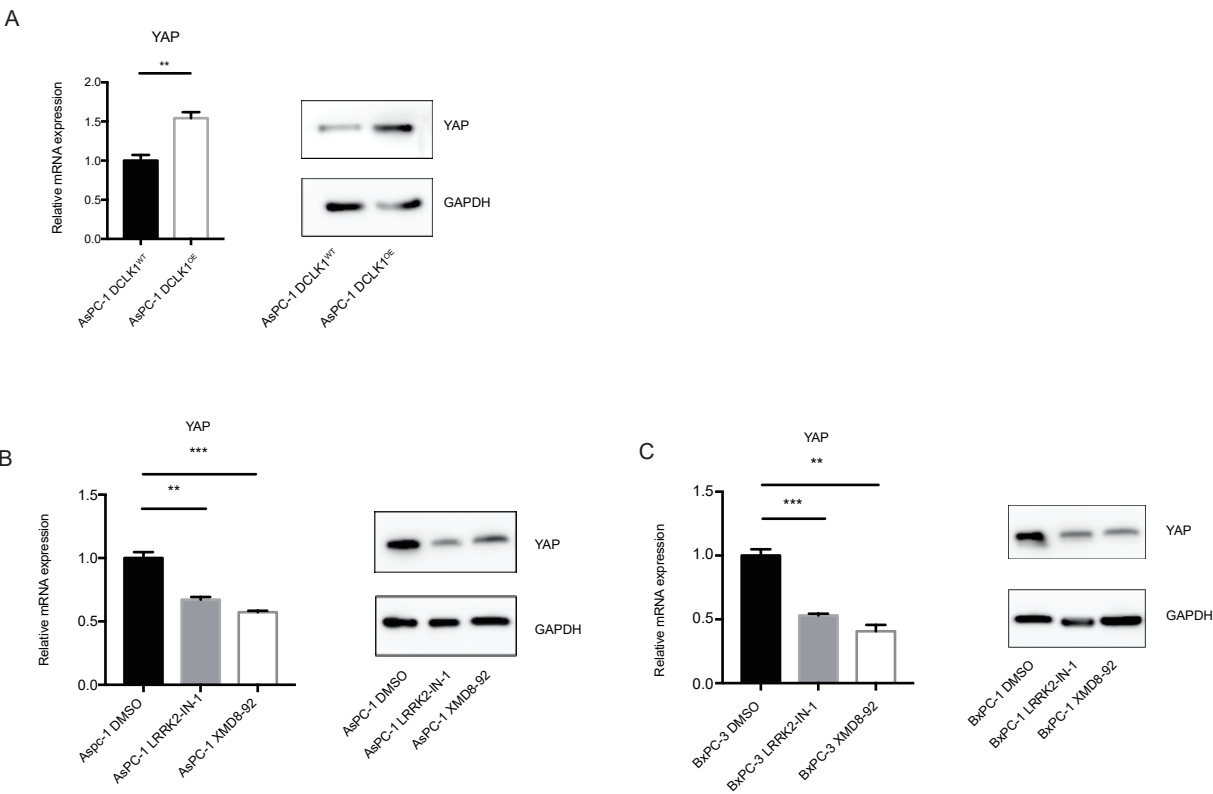 A
YAP
**
Relative mRNA expression
2.0
1.5
1.0
0.5
0.0
AsPC-1 DCLK1WT
AsPC-1 DCLK1OE
YAP
GAPDH
AsPC-1 DCLK1WT
AsPC-1 DCLK1OE
B
YAP
***
**
Relative mRNA expression
1.5
1.0
0.5
0.0
Aspc-1 DMSO
AsPC-1 LRRK2-IN-1
AsPC-1 XMD8-92
YAP
GAPDH
AsPC-1 DMSO
AsPC-1 LRRK2-IN-1
AsPC-1 XMD8-92
C
YAP
**
***
Relative mRNA expression
1.5
1.0
0.5
0.0
BxPC-3 DMSO
BxPC-3 LRRK2-IN-1
BxPC-3 XMD8-92
YAP
GAPDH
BxPC-1 DMSO
BxPC-1 LRRK2-IN-1
BxPC-1 XMD8-92